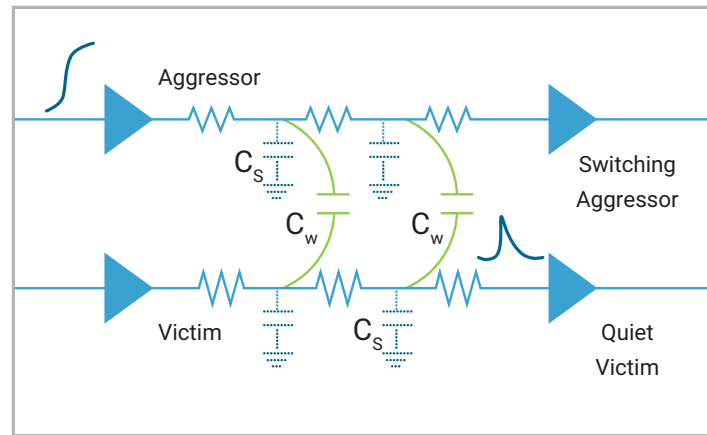 Aggressor
C_S
Switching
Aggressor
C_w
C_w
Victim
C_S
Quiet
Victim